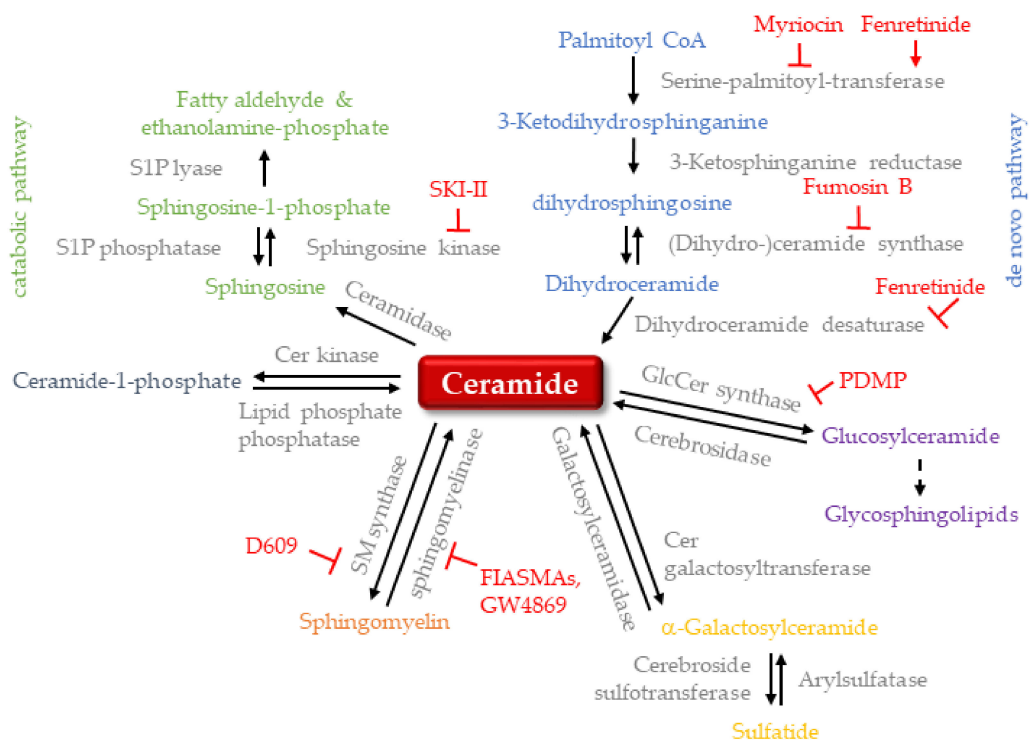 Myriocin Fenretinide
Palmitoyl CoA
Serine-palmitoyl-transferase
Fatty aldehyde &
ethanolamine-phosphate
3-Ketodihydrosphinganine
S1P lyase
3-Ketosphinganine reductase
SKI-II
Fumosin B
Sphingosine-1-phosphate
dihydrosphingosine
S1P phosphatase
Sphingosine kinase
(Dihydro-)ceramide synthase
catabolic pathway
de novo pathway
Sphingosine
Dihydroceramide
Fenretinide
Ceramidase
Dihydroceramide desaturase
Cer kinase
Ceramide-1-phosphate
Ceramide
GlcCer synthase
PDMP
Lipid phosphate
phosphatase
Cerebrosidase
Glucosylceramide
SM synthase
sphingomyelinase
Galactosylceramidase
Glycosphingolipids
D609
Cer
galactosyltransferase
FIASMAs,
GW4869
Sphingomyelin
α-Galactosylceramide
Cerebroside
sulfotransferase
Arylsulfatase
Sulfatide